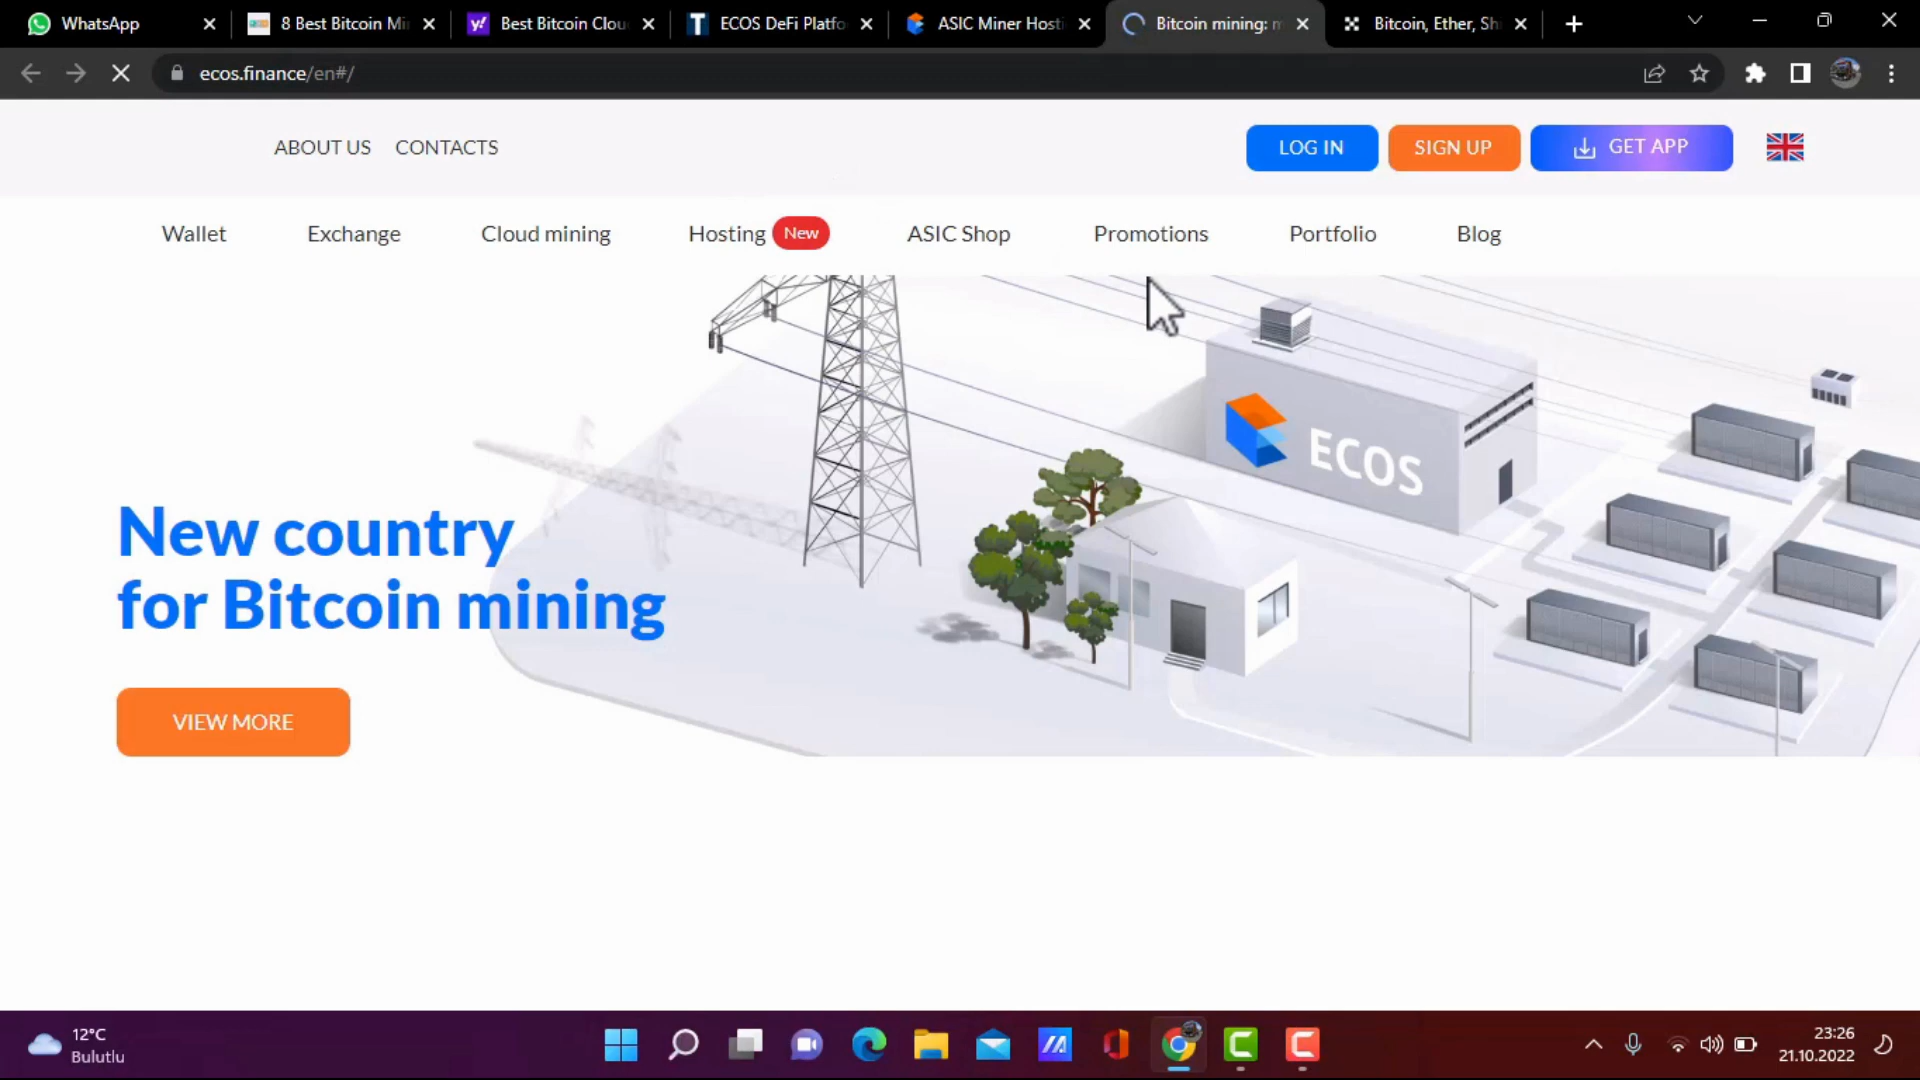 WhatsApp
8 Best Bitcoin Mi
Best Bitcoin Clou
ECOS DeFi Platfo
ASIC Miner Hosti
Bitcoin mining: m
Bitcoin, Ether, Sh
ecos.finance/en#/
ABOUT US CONTACTS
LOG IN
SIGN UP
GET APP
Wallet
Exchange
Cloud mining
Hosting New
ASIC Shop
Promotions
Portfolio
Blog
ECOS
New country
for Bitcoin mining
VIEW MORE
12°C
Bulutlu
23:26
21.10.2022